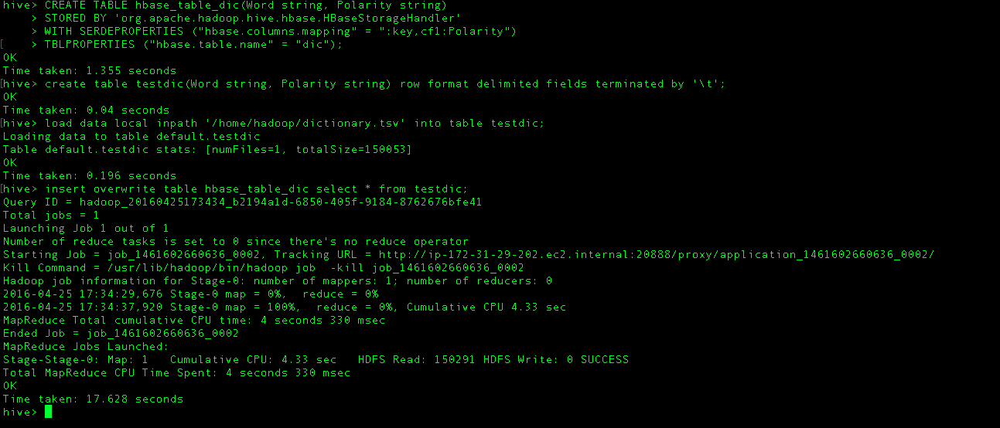 hive> CREATE TABLE hbase_table_dic(Word string, Polarity string)
    > STORED BY 'org.apache.hadoop.hive.hbase.HBaseStorageHandler'
    > WITH SERDEPROPERTIES ("hbase.columns.mapping" = ":key,cf1:Polarity")
[    > TBLPROPERTIES ("hbase.table.name" = "dic");
OK
Time taken: 1.355 seconds
[hive> create table testdic(Word string, Polarity string) row format delimited fields terminated by '\t';
OK
Time taken: 0.04 seconds
[hive> load data local inpath '/home/hadoop/dictionary.tsv' into table testdic;
Loading data to table default.testdic
Table default.testdic stats: [numFiles=1, totalSize=150053]
OK
Time taken: 0.196 seconds
[hive> insert overwrite table hbase_table_dic select * from testdic;
Query ID = hadoop_20160425173434_b2194a1d-6850-405f-9184-8762676bfe41
Total jobs = 1
Launching Job 1 out of 1
Number of reduce tasks is set to 0 since there's no reduce operator
Starting Job = job_1461602660636_0002, Tracking URL = http://ip-172-31-29-202.ec2.internal:20888/proxy/application_1461602660636_0002/
Kill Command = /usr/lib/hadoop/bin/hadoop job  -kill job_1461602660636_0002
Hadoop job information for Stage-0: number of mappers: 1; number of reducers: 0
2016-04-25 17:34:29,676 Stage-0 map = 0%,  reduce = 0%
2016-04-25 17:34:37,920 Stage-0 map = 100%,  reduce = 0%, Cumulative CPU 4.33 sec
MapReduce Total cumulative CPU time: 4 seconds 330 msec
Ended Job = job_1461602660636_0002
MapReduce Jobs Launched:
Stage-Stage-0: Map: 1   Cumulative CPU: 4.33 sec   HDFS Read: 150291 HDFS Write: 0 SUCCESS
Total MapReduce CPU Time Spent: 4 seconds 330 msec
OK
Time taken: 17.628 seconds
hive>